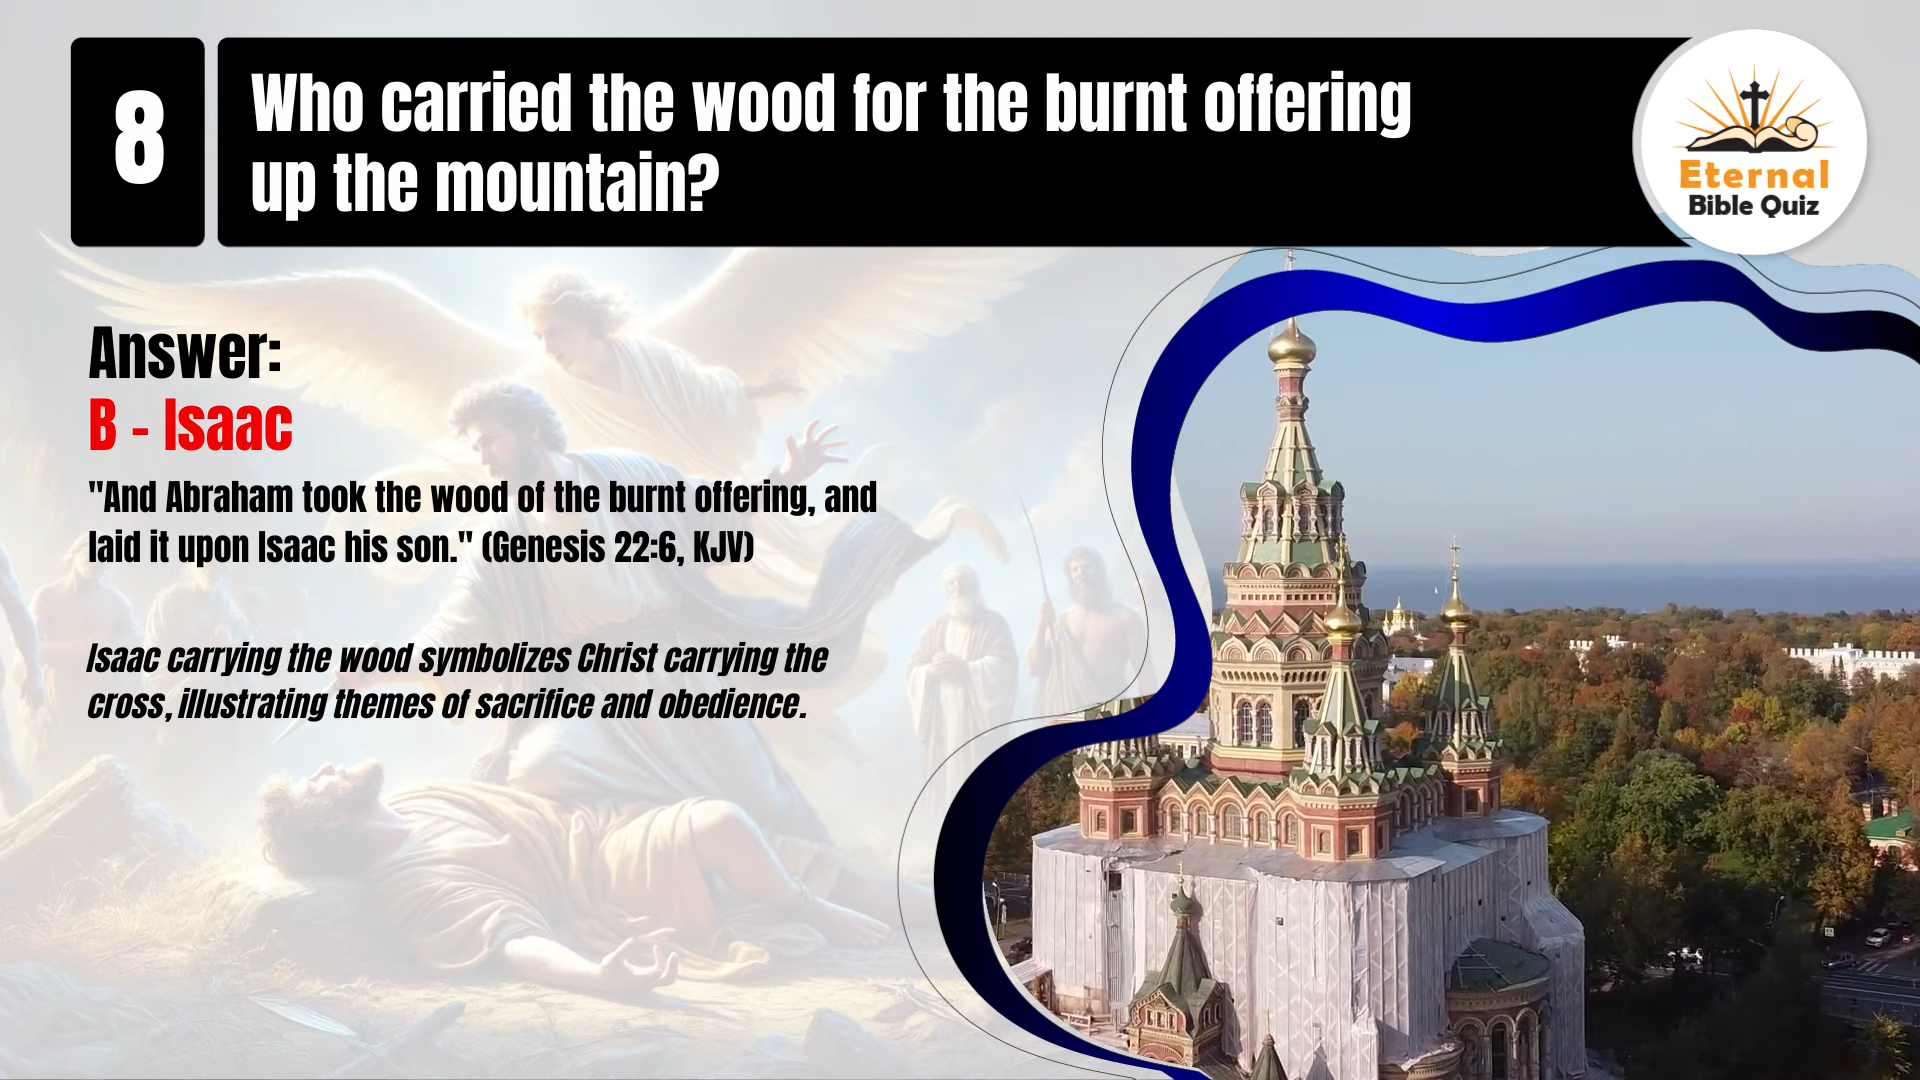 8
Who carried the wood for the burnt offering
up the mountain?
Eternal
Bible Quiz
Answer:
B - Isaac
"And Abraham took the wood of the burnt offering, and
laid it upon Isaac his son." (Genesis 22:6, KJV)
Isaac carrying the wood symbolizes Christ carrying the
cross, illustrating themes of sacrifice and obedience.